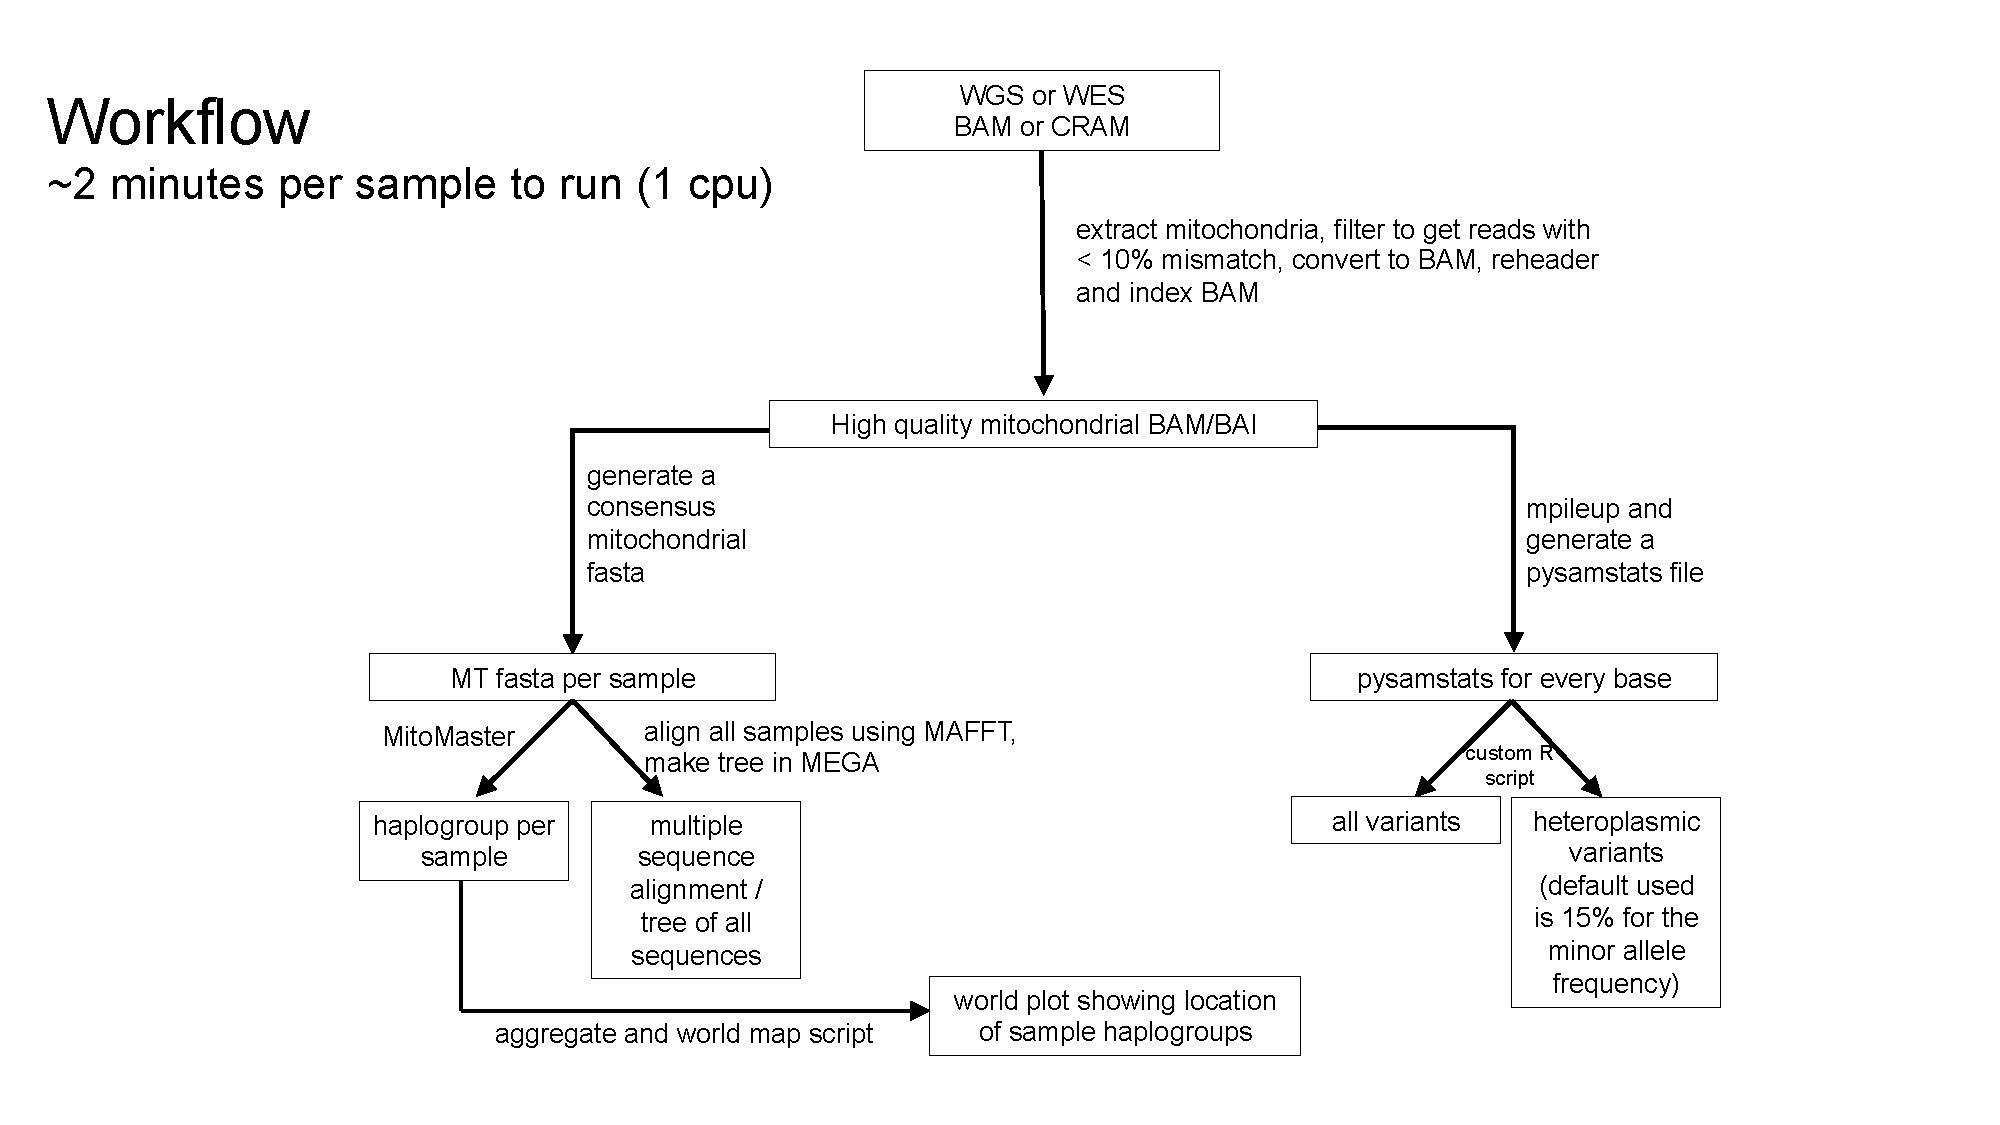 Workflow
~2 minutes per sample to run (1 cpu)
WGS or WES
BAM or CRAM
extract mitochondria, filter to get reads with
< 10% mismatch, convert to BAM, reheader
and index BAM
High quality mitochondrial BAM/BAI
generate a
consensus
mitochondrial
fasta
mpileup and
generate a
pysamstats file
MT fasta per sample
pysamstats for every base
MitoMaster
align all samples using MAFFT,
make tree in MEGA
custom R
script
haplogroup per
sample
multiple
sequence
alignment /
tree of all
sequences
all variants
heteroplasmic
variants
(default used
is 15% for the
minor allele
frequency)
aggregate and world map script
world plot showing location
of sample haplogroups